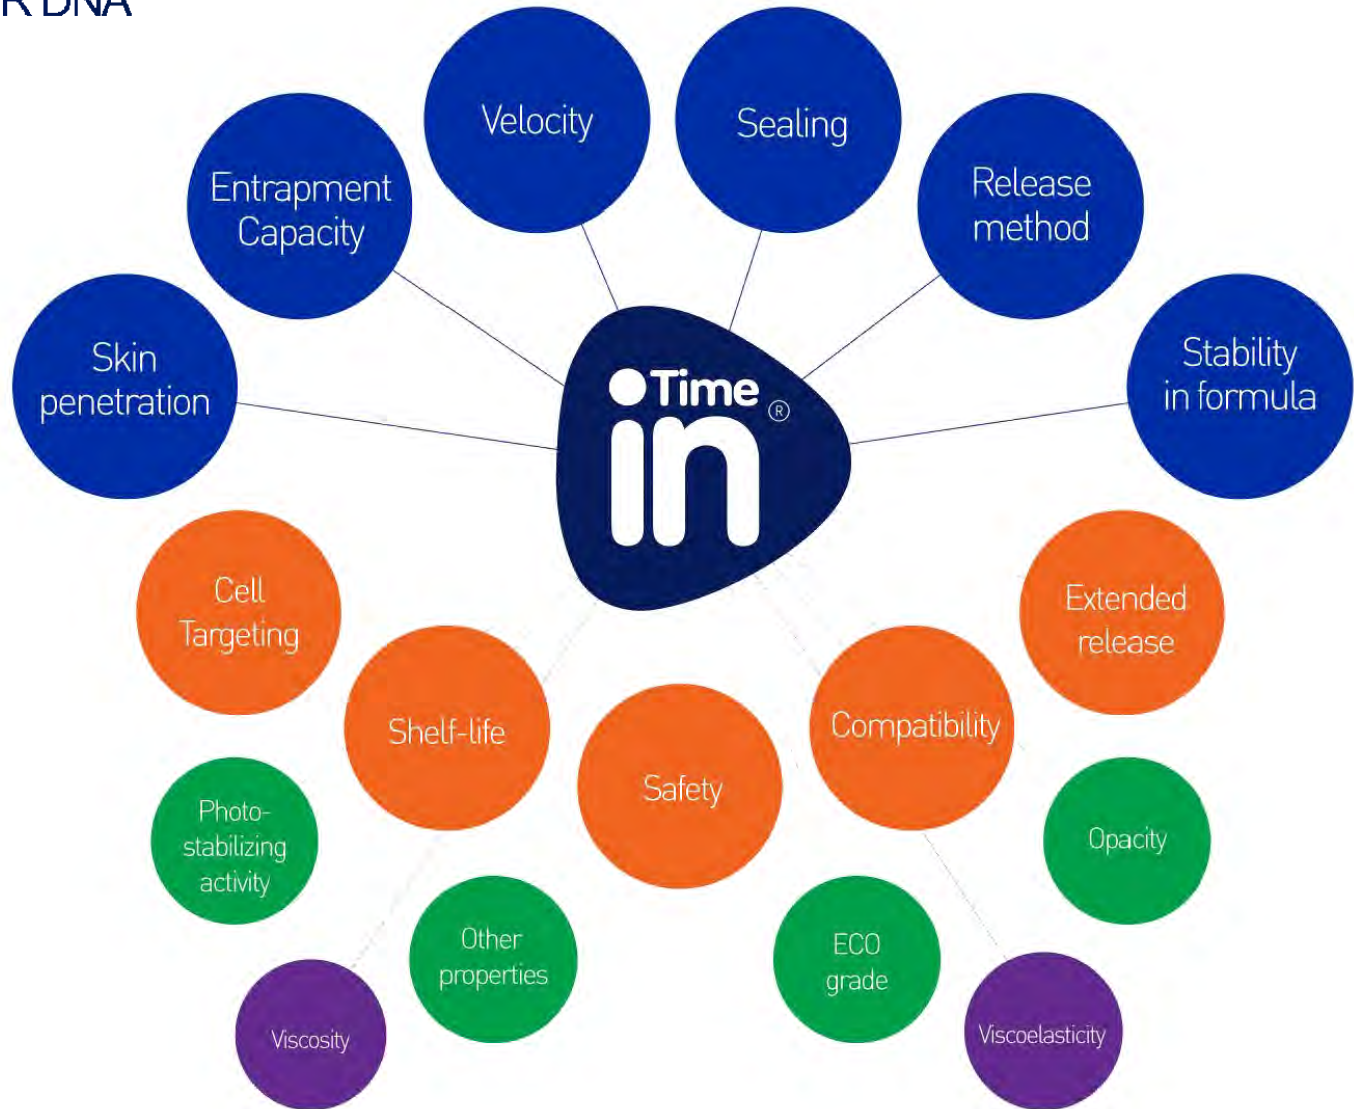 R DNA
Velocity
Sealing
Entrapment
Capacity
Release
method
Skin
penetration
Stability
in formula
Time
in ®
Cell
Targeting
Extended
release
Shelf-life
Compatibility
Safety
Photo-
stabilizing
activity
Opacity
Other
properties
ECO
grade
Viscosity
Viscoelasticity